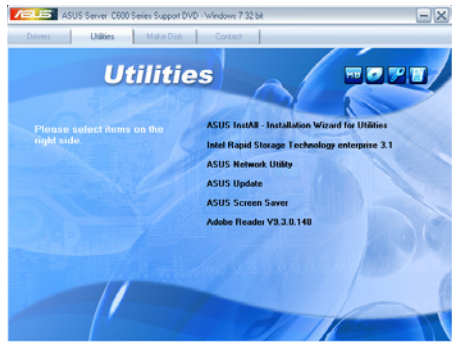 ASUS ASUS Server C600 Series Support DVD - Windows 7 32 bit
Drivers Utilities Make Disk Contact
Utilities
MB
Please select items on the
right side.
ASUS InstAll - Installation Wizard for Utilities
Intel Rapid Storage Technology enterprise 3.1
ASUS Network Utility
ASUS Update
ASUS Screen Saver
Adobe Reader V9.3.0.148